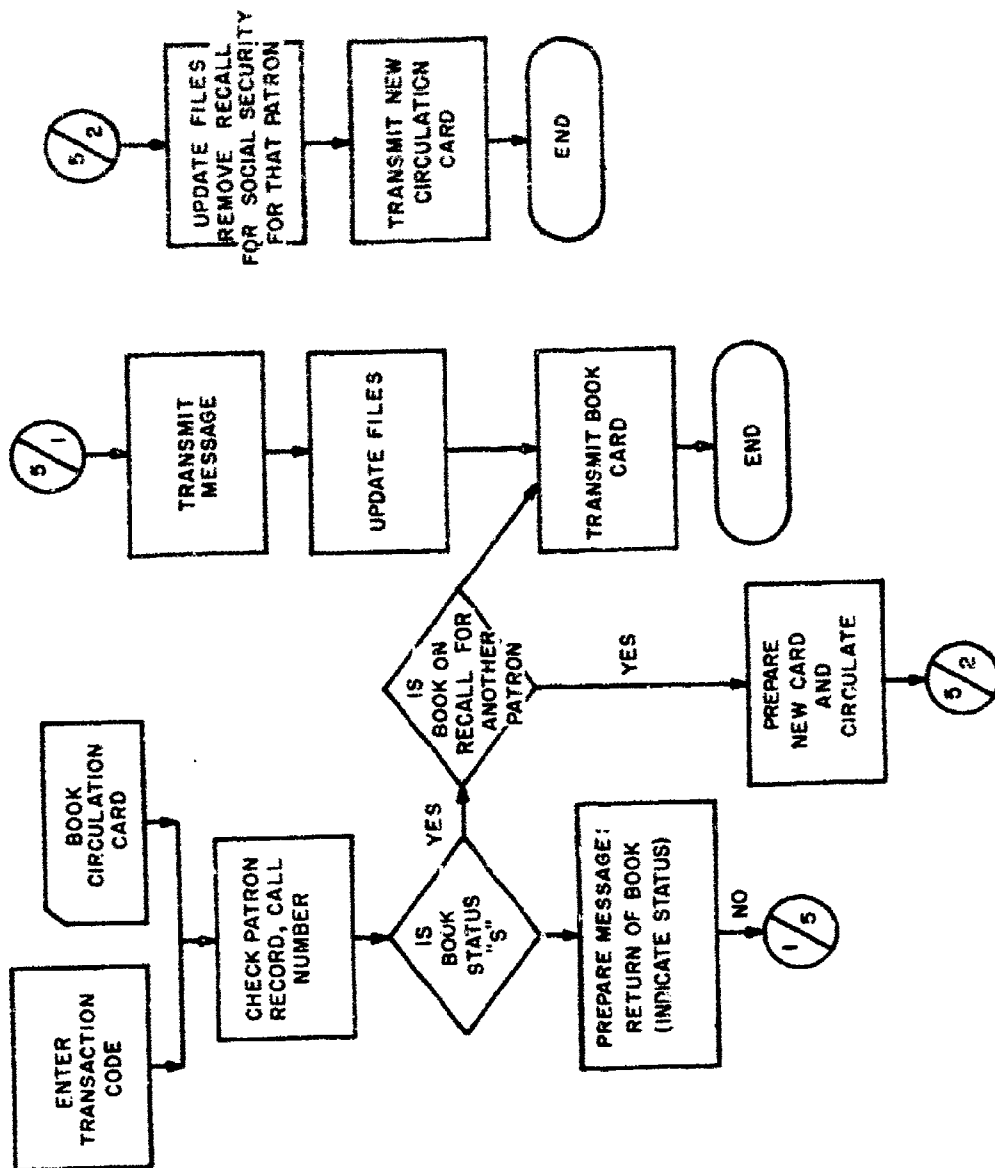 ENTER
TRANSACTION
CODE
BOOK
CIRCULATION
CARD
CHECK PATRON
RECORD, CALL
NUMBER
IS
BOOK
STATUS
"S"
YES
PREPARE MESSAGE:
RETURN OF BOOK
(INDICATE STATUS)
NO
1/5
IS
BOOK ON
RECALL FOR
ANOTHER
PATRON
YES
PREPARE
NEW CARD
AND
CIRCULATE
5/2
5/1
TRANSMIT
MESSAGE
UPDATE FILES
TRANSMIT BOOK
CARD
END
5/2
UPDATE FILES
REMOVE RECALL
FOR SOCIAL SECURITY
FOR THAT PATRON
TRANSMIT NEW
CIRCULATION
CARD
END